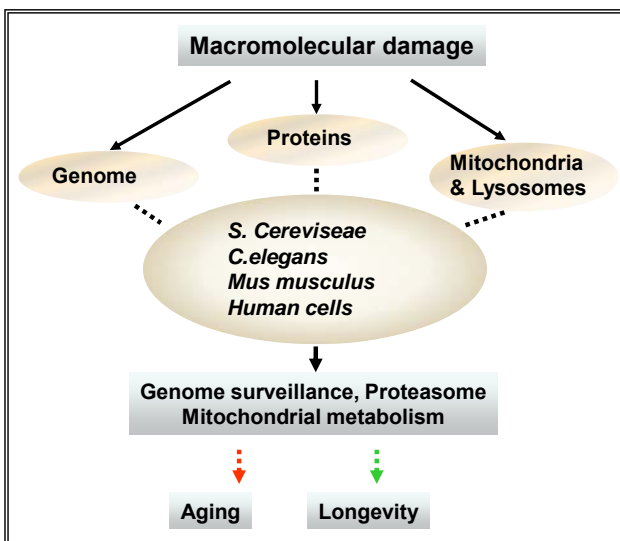 Macromolecular damage
Proteins
Genome
Mitochondria
& Lysosomes
S. Cereviseae
C.elegans
Mus musculus
Human cells
Genome surveillance, Proteasome
Mitochondrial metabolism
Aging
Longevity